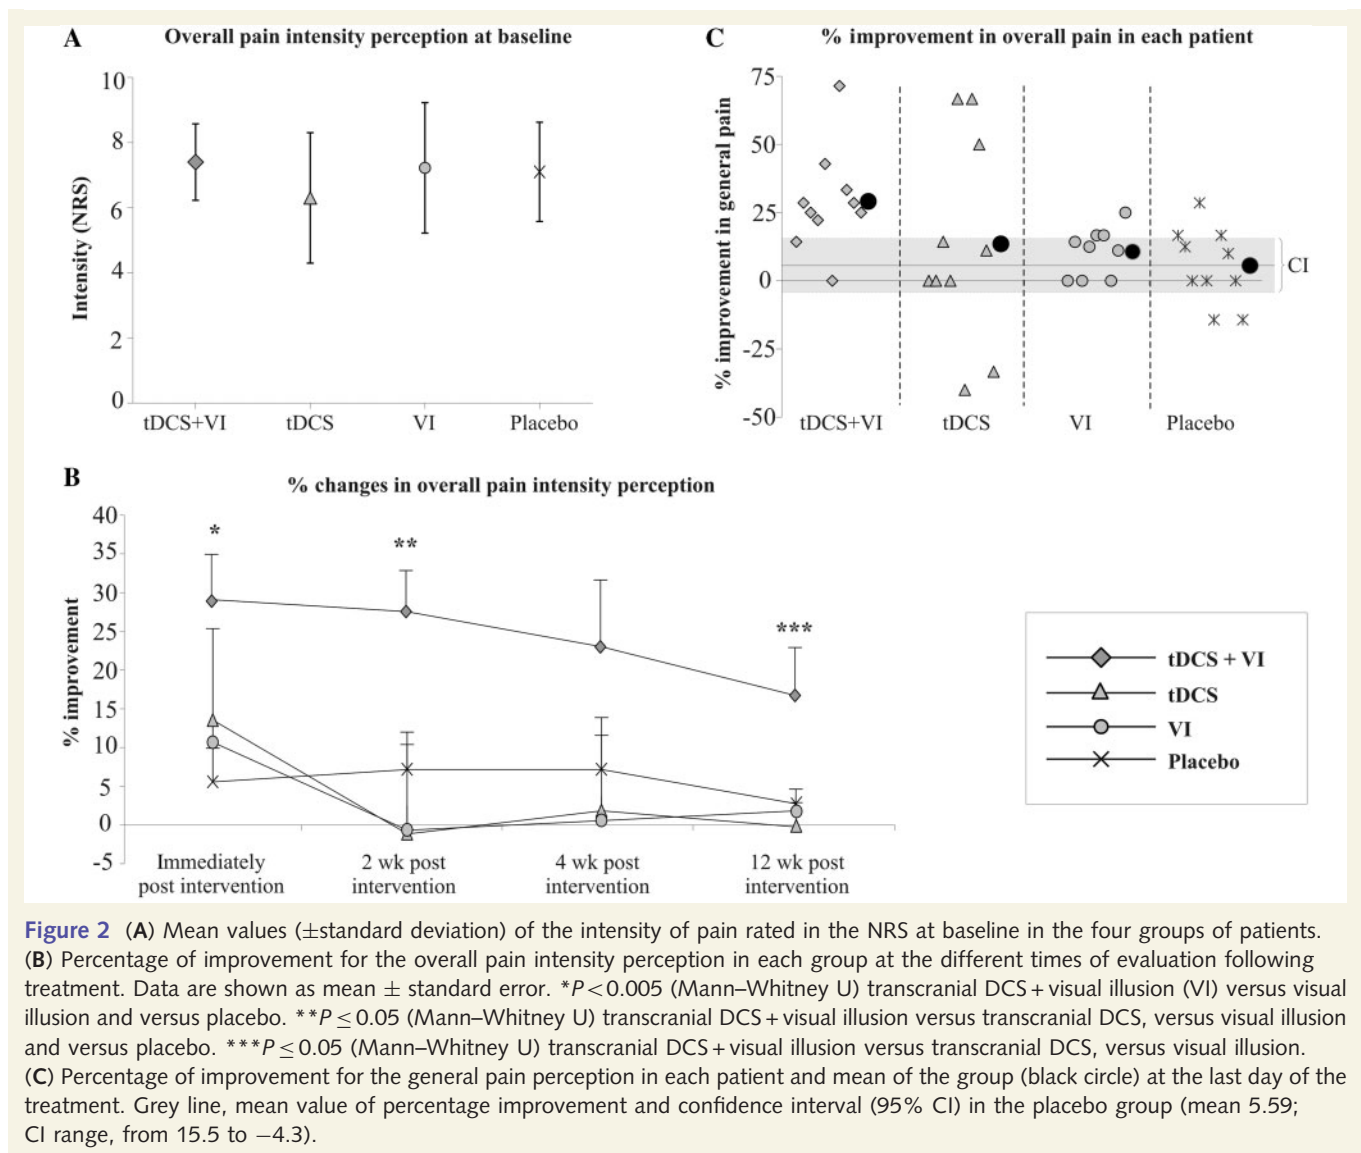 A
Overall pain intensity perception at baseline
Intensity (NRS)
10
8
6
4
2
0
tDCS+VI
tDCS
VI
Placebo
C
% improvement in overall pain in each patient
% improvement in general pain
75
50
25
0
-25
-50
CI
tDCS+VI
tDCS
VI
Placebo
B
% changes in overall pain intensity perception
% improvement
40
35
30
25
20
15
10
5
0
-5
*
**
***
Immediately
post intervention
2 wk post
intervention
4 wk post
intervention
12 wk post
intervention
tDCS + VI
tDCS
VI
Placebo
Figure 2 (A) Mean values (±standard deviation) of the intensity of pain rated in the NRS at baseline in the four groups of patients.
(B) Percentage of improvement for the overall pain intensity perception in each group at the different times of evaluation following
treatment. Data are shown as mean ± standard error. *P<0.005 (Mann–Whitney U) transcranial DCS+visual illusion (VI) versus visual
illusion and versus placebo. **P≤0.05 (Mann–Whitney U) transcranial DCS+visual illusion versus transcranial DCS, versus visual illusion
and versus placebo. ***P≤0.05 (Mann–Whitney U) transcranial DCS+visual illusion versus transcranial DCS, versus visual illusion.
(C) Percentage of improvement for the general pain perception in each patient and mean of the group (black circle) at the last day of the
treatment. Grey line, mean value of percentage improvement and confidence interval (95% CI) in the placebo group (mean 5.59;
CI range, from 15.5 to −4.3).